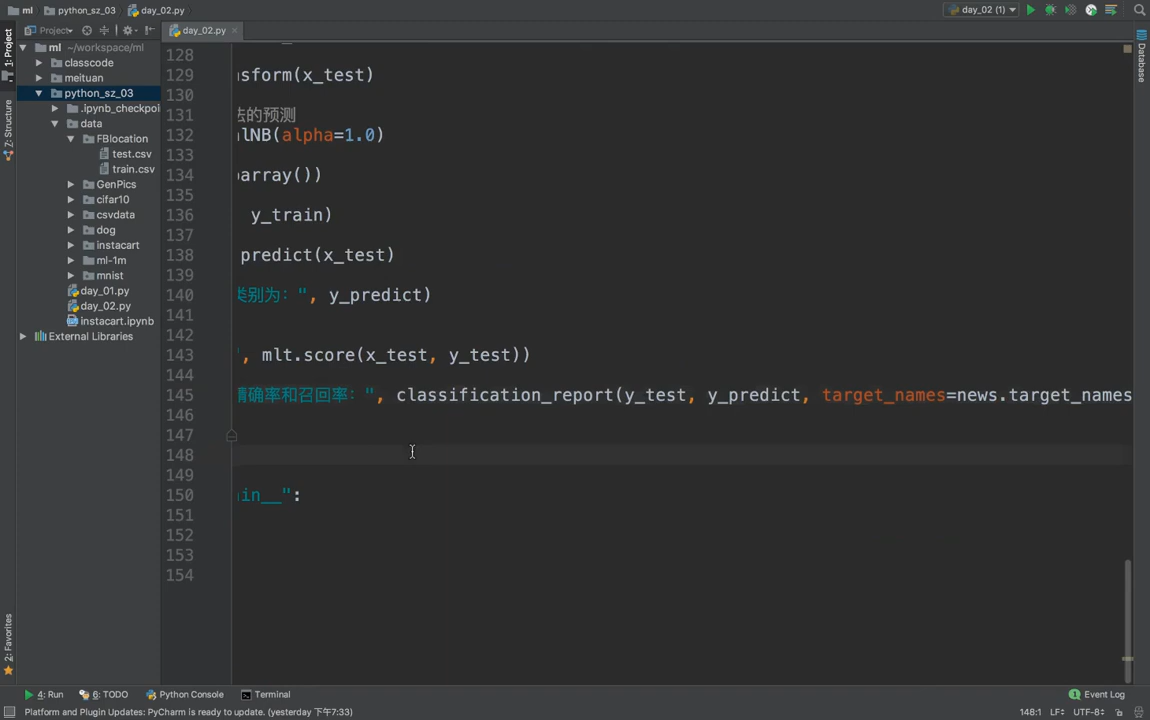 ml
python_sz_03
day_02.py
day_02 (1)
Project
day_02.py
ml ~/workspace/ml
classcode
meituan
python_sz_03
.ipynb_checkpoi
data
FBlocation
test.csv
train.csv
GenPics
cifar10
csvdata
dog
instacart
ml-1m
mnist
day_01.py
day_02.py
instacart.ipynb
External Libraries
1: Project
7: Structure
2: Favorites
Database
128
129 nsform(x_test)
130
131 法的预测
132 alNB(alpha=1.0)
133
134 oarray())
135
136 y_train)
137
138 predict(x_test)
139
140 类别为：", y_predict)
141
142
143 ", mlt.score(x_test, y_test))
144
145 精确率和召回率：", classification_report(y_test, y_predict, target_names=news.target_names
146
147
148
149
150 ain__":
151
152
153
154
4: Run
6: TODO
Python Console
Terminal
1 Event Log
Platform and Plugin Updates: PyCharm is ready to update. (yesterday 下午7:33)
148:1 LF÷ UTF-8÷